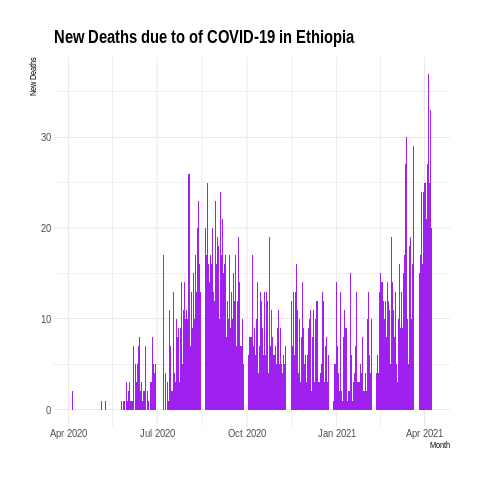 New Deaths due to of COVID-19 in Ethiopia
New Deaths
30
20
10
0
Apr 2020 Jul 2020 Oct 2020 Jan 2021 Apr 2021
Month